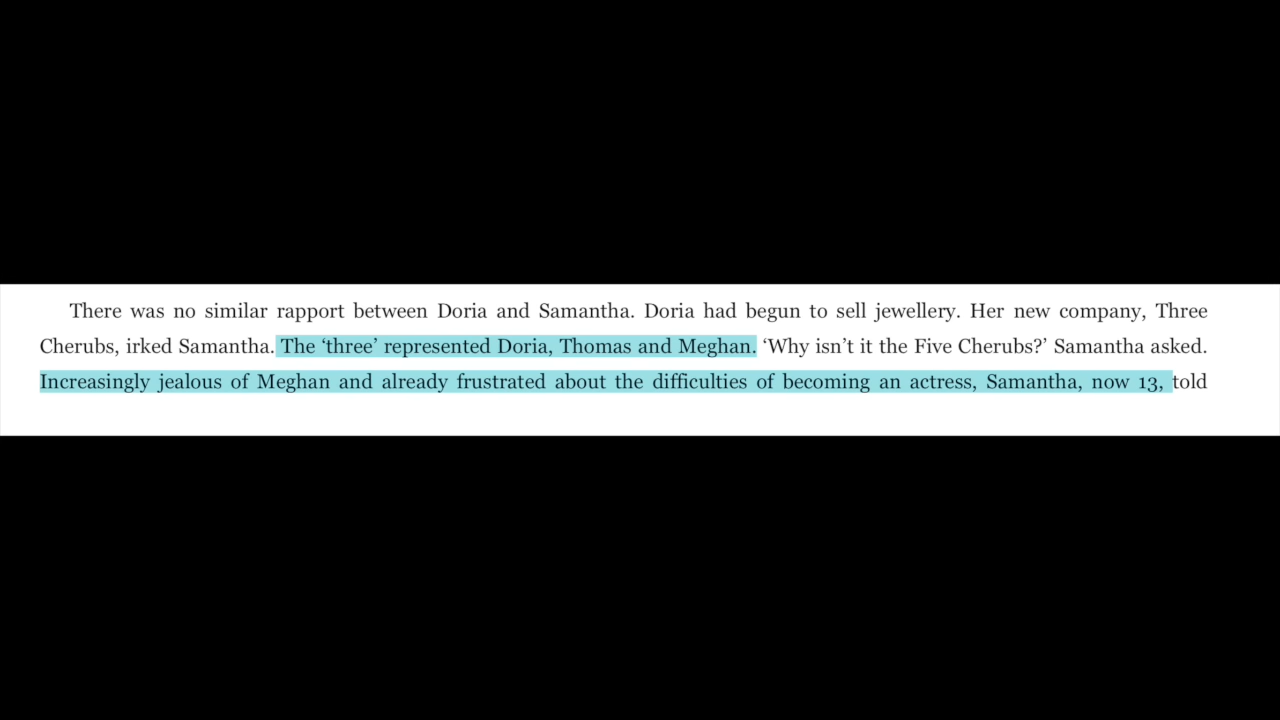 There was no similar rapport between Doria and Samantha. Doria had begun to sell jewellery. Her new company, Three
Cherubs, irked Samantha. The ‘three’ represented Doria, Thomas and Meghan. ‘Why isn’t it the Five Cherubs?’ Samantha asked.
Increasingly jealous of Meghan and already frustrated about the difficulties of becoming an actress, Samantha, now 13, told